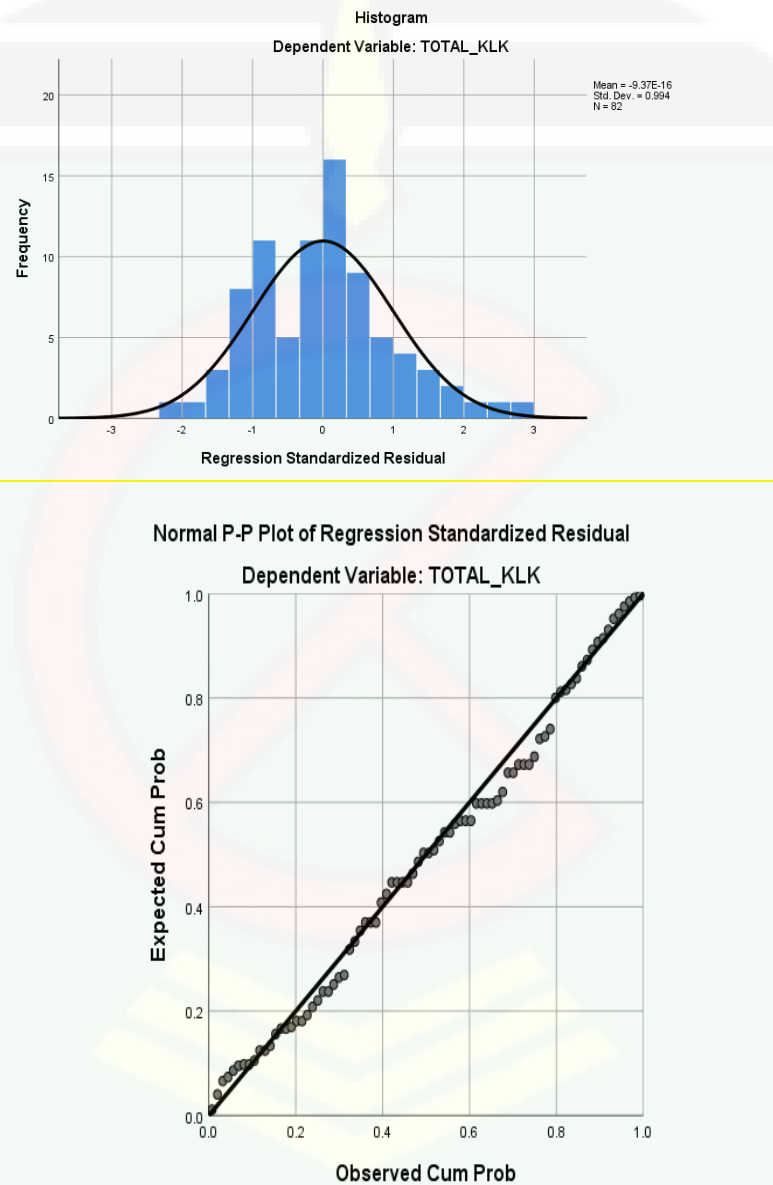 Histogram
Dependent Variable: TOTAL_KLK
Mean = -9.37E-16
Std. Dev. = 0.994
N = 82
20
15
10
5
0
Frequency
-3 -2 -1 0 1 2 3
Regression Standardized Residual
Normal P-P Plot of Regression Standardized Residual
Dependent Variable: TOTAL_KLK
1.0
0.8
0.6
0.4
0.2
0.0
Expected Cum Prob
0.0 0.2 0.4 0.6 0.8 1.0
Observed Cum Prob